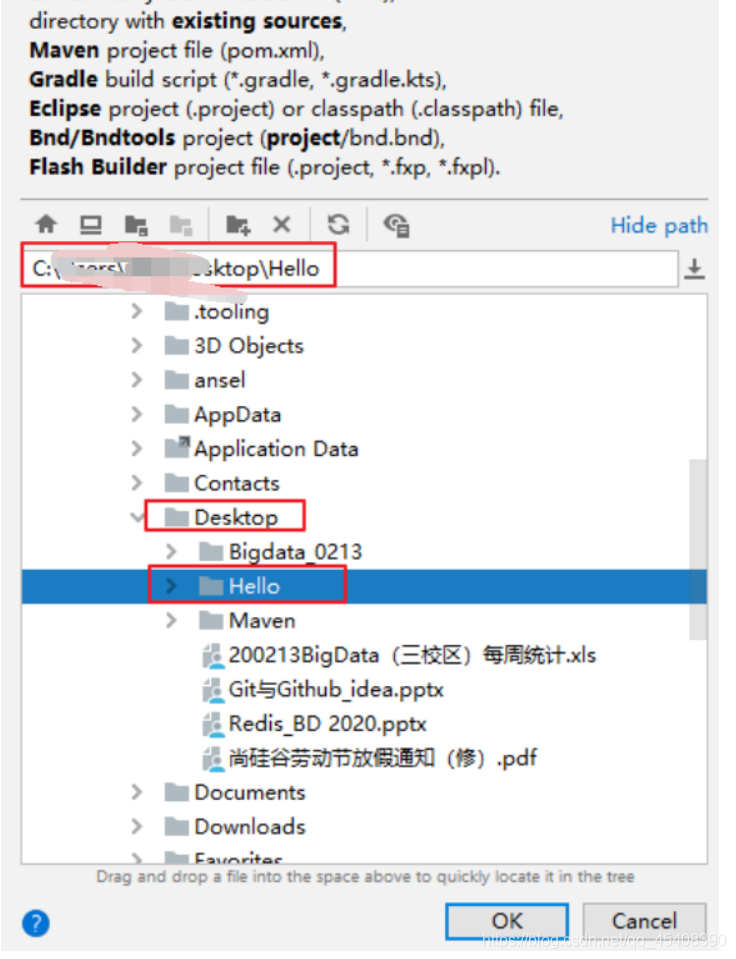 directory with existing sources,
Maven project file (pom.xml),
Gradle build script (*.gradle, *.gradle.kts),
Eclipse project (.project) or classpath (.classpath) file,
Bnd/Bndtools project (project/bnd.bnd),
Flash Builder project file (.project, *.fxp, *.fxpl).
Hide path
C:\Users\ sktop\Hello
.tooling
3D Objects
ansel
AppData
Application Data
Contacts
Desktop
Bigdata_0213
Hello
Maven
200213BigData（三校区）每周统计.xls
Git与Github_idea.pptx
Redis_BD 2020.pptx
尚硅谷劳动节放假通知（修）.pdf
Documents
Downloads
Favorites
Drag and drop a file into the space above to quickly locate it in the tree
?
OK
Cancel
https://blog.csdn.net/qq_45408390